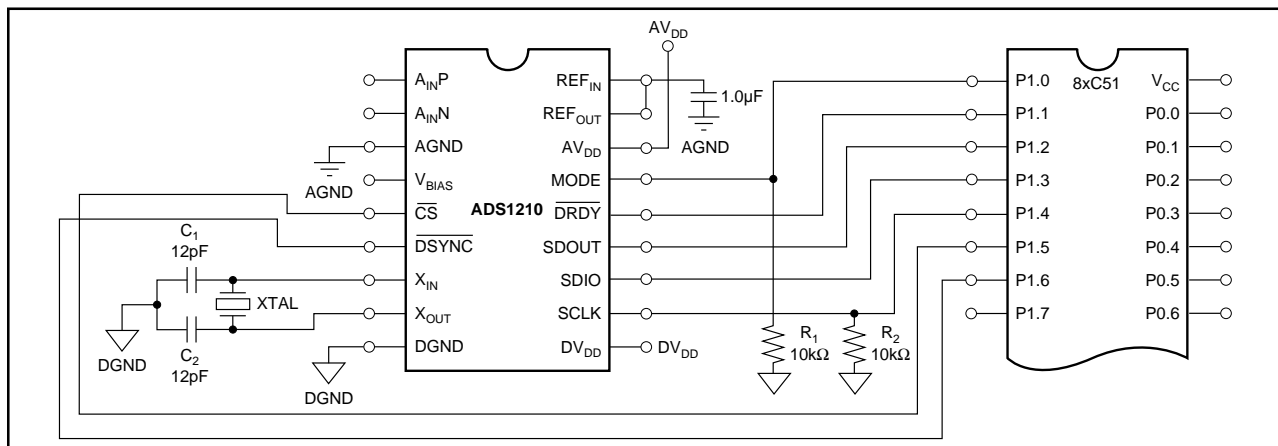 AV_DD
A_INP
A_INN
AGND
V_BIAS
CS
DSYNC
X_IN
X_OUT
DGND
ADS1210
REF_IN
REF_OUT
AV_DD
MODE
DRDY
SDOUT
SDIO
SCLK
DV_DD
DV_DD
1.0µF
AGND
AGND
C_1
12pF
XTAL
C_2
12pF
DGND
DGND
R_1
10kΩ
R_2
10kΩ
8xC51
P1.0
P1.1
P1.2
P1.3
P1.4
P1.5
P1.6
P1.7
V_CC
P0.0
P0.1
P0.2
P0.3
P0.4
P0.5
P0.6